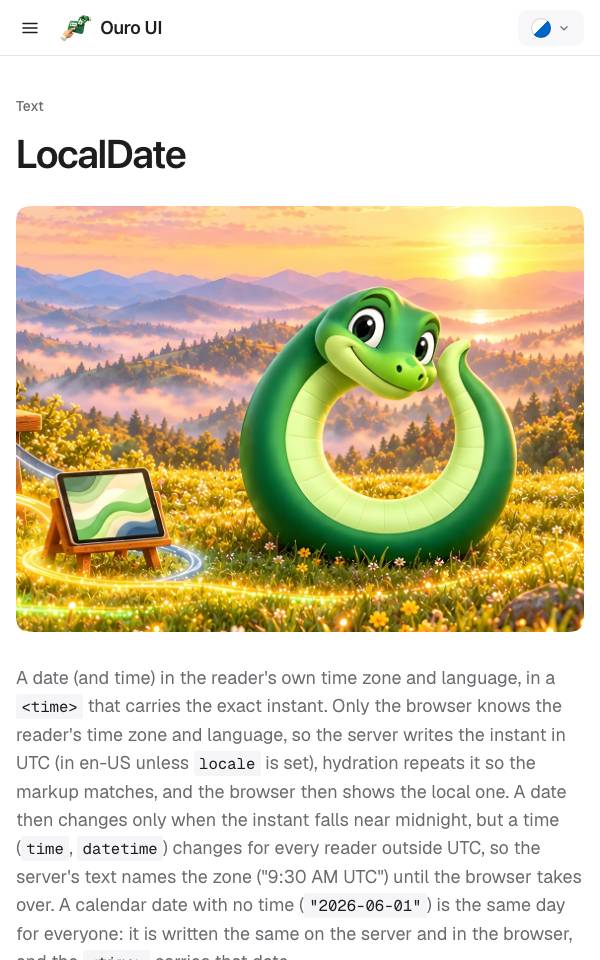 Ouro UI
Text
LocalDate
A date (and time) in the reader's own time zone and language, in a
<time> that carries the exact instant. Only the browser knows the
reader's time zone and language, so the server writes the instant in
UTC (in en-US unless locale is set), hydration repeats it so the
markup matches, and the browser then shows the local one. A date
then changes only when the instant falls near midnight, but a time
(time, datetime) changes for every reader outside UTC, so the
server's text names the zone ("9:30 AM UTC") until the browser takes
over. A calendar date with no time ("2026-06-01") is the same day
for everyone: it is written the same on the server and in the browser,
and the <time> carries that date.